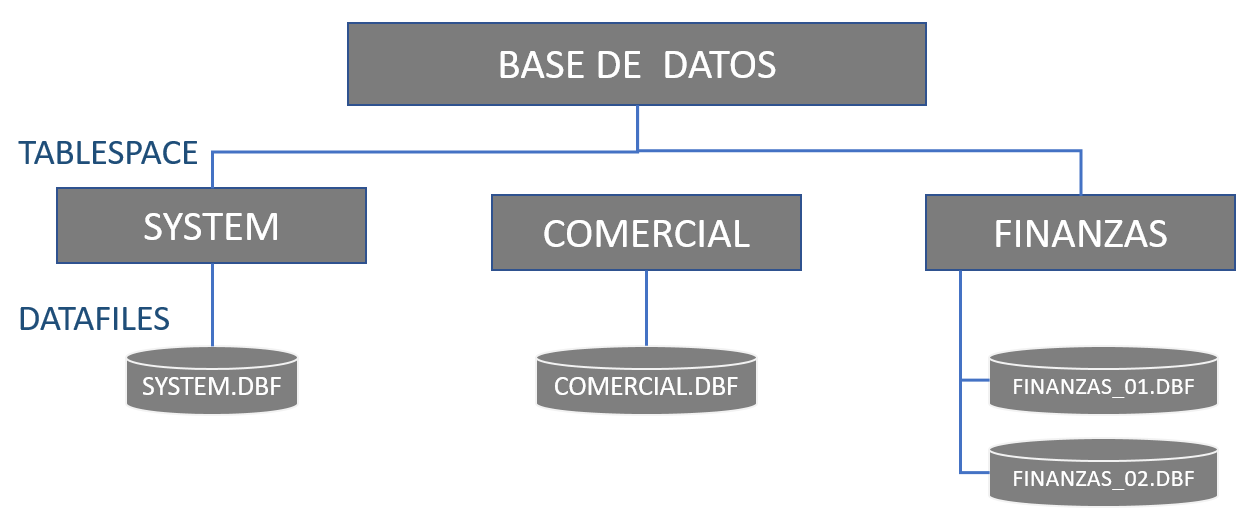 BASE DE DATOS
TABLESPACE
SYSTEM
COMERCIAL
FINANZAS
DATAFILES
SYSTEM.DBF
COMERCIAL.DBF
FINANZAS_01.DBF
FINANZAS_02.DBF